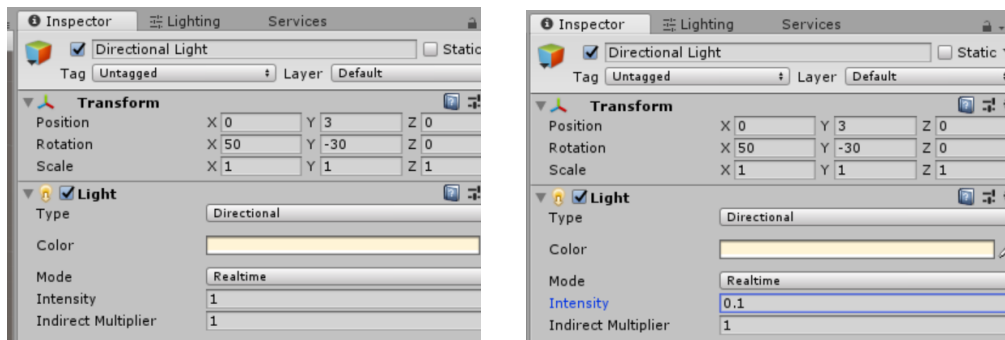 Inspector Lighting Services
Directional Light Static
Tag Untagged Layer Default
Transform
Position X 0 Y 3 Z 0
Rotation X 50 Y -30 Z 0
Scale X 1 Y 1 Z 1
Light
Type Directional
Color
Mode Realtime
Intensity 1
Indirect Multiplier 1
Inspector Lighting Services
Directional Light Static
Tag Untagged Layer Default
Transform
Position X 0 Y 3 Z 0
Rotation X 50 Y -30 Z 0
Scale X 1 Y 1 Z 1
Light
Type Directional
Color
Mode Realtime
Intensity 0.1
Indirect Multiplier 1